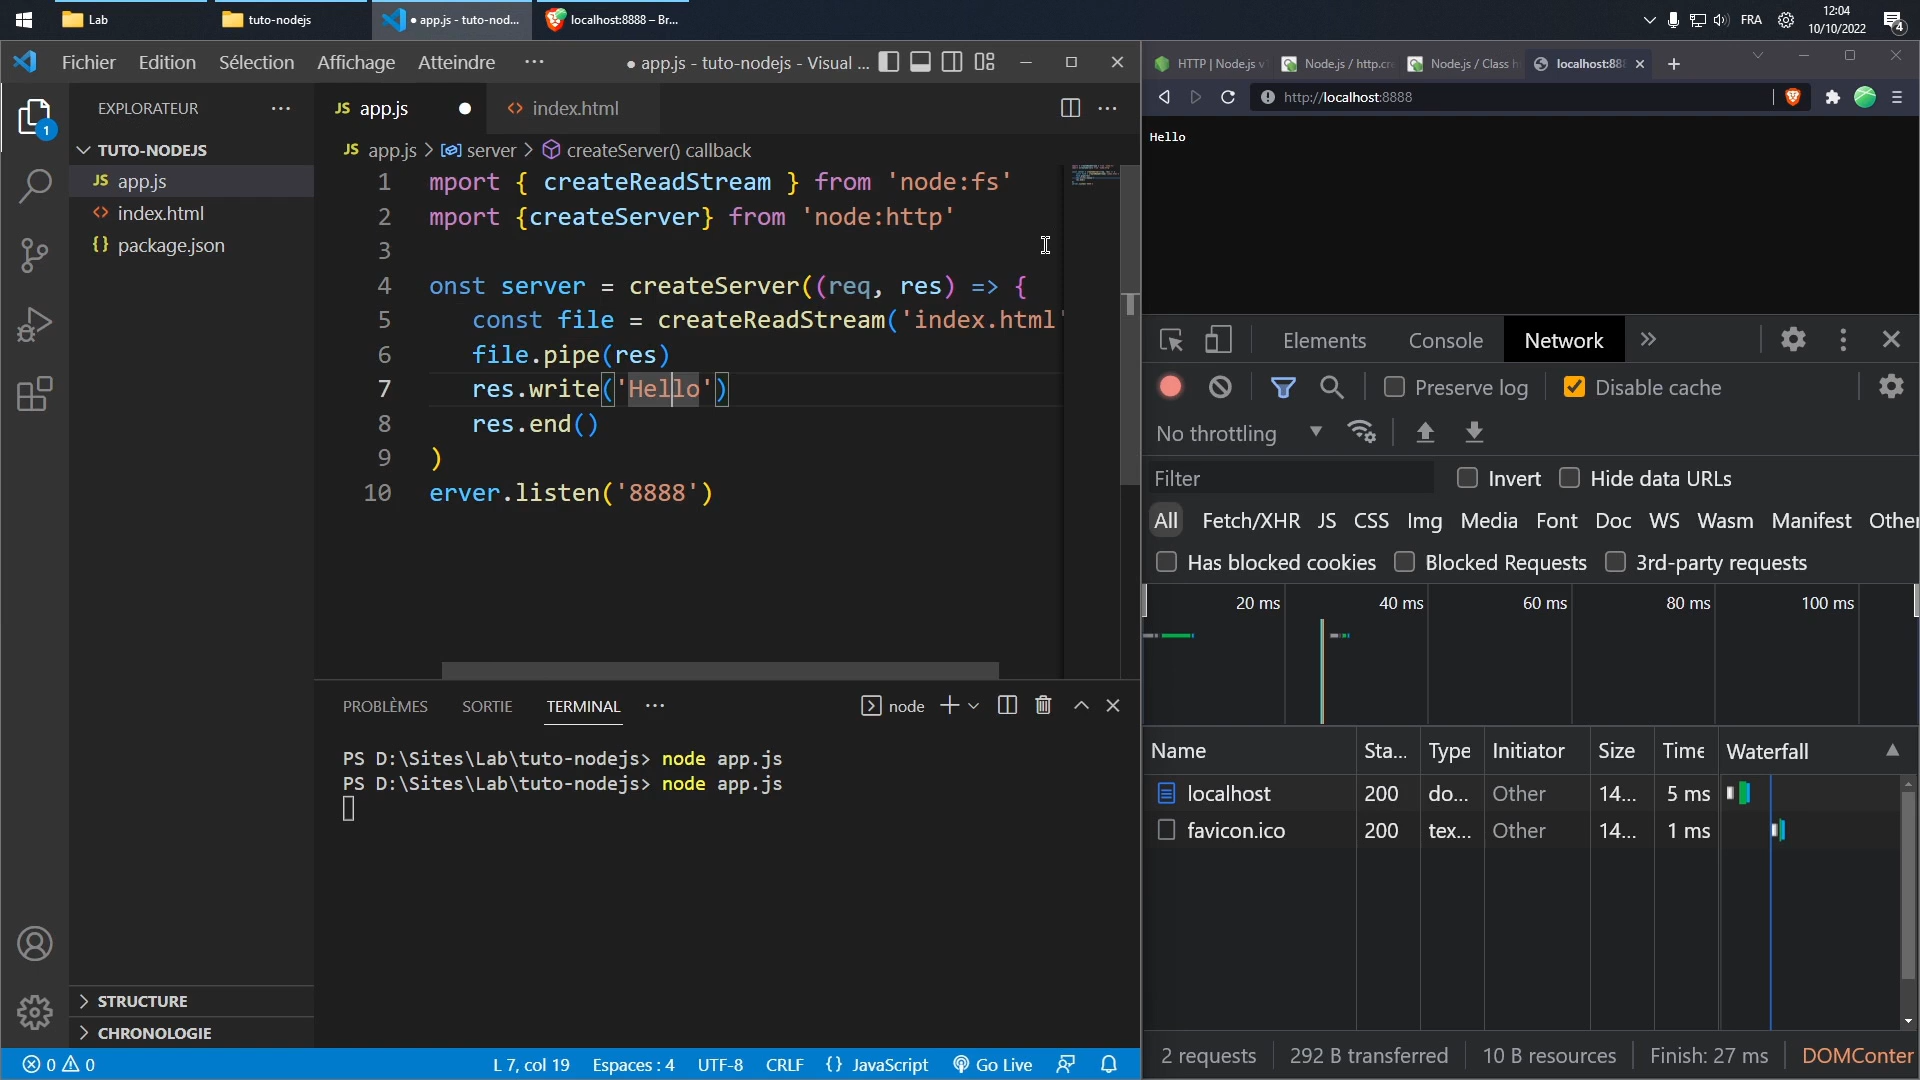 Lab
tuto-nodejs
● app.js - tuto-nod...
localhost:8888 – Br...
FRA
12:04
10/10/2022
4
Fichier Edition Sélection Affichage Atteindre ···
● app.js - tuto-nodejs - Visual ...
HTTP | Node.js v
Node.js / http.cre
Node.js / Class h
localhost:888
http://localhost:8888
EXPLORATEUR
1
JS app.js
<> index.html
TUTO-NODEJS
JS app.js
<> index.html
{} package.json
JS app.js > server > createServer() callback
1 mport { createReadStream } from 'node:fs'
2 mport {createServer} from 'node:http'
3
4 onst server = createServer((req, res) => {
5 const file = createReadStream('index.html'
6 file.pipe(res)
7 res.write('Hello')
8 res.end()
9 )
10 erver.listen('8888')
Hello
Elements Console Network
Preserve log Disable cache
No throttling
Filter Invert Hide data URLs
All Fetch/XHR JS CSS Img Media Font Doc WS Wasm Manifest Other
Has blocked cookies Blocked Requests 3rd-party requests
20 ms 40 ms 60 ms 80 ms 100 ms
Name Sta... Type Initiator Size Time Waterfall
localhost 200 do... Other 14... 5 ms
favicon.ico 200 tex... Other 14... 1 ms
2 requests 292 B transferred 10 B resources Finish: 27 ms DOMConter
PROBLÈMES SORTIE TERMINAL ···
node
PS D:\Sites\Lab\tuto-nodejs> node app.js
PS D:\Sites\Lab\tuto-nodejs> node app.js
STRUCTURE
CHRONOLOGIE
0 0
L 7, col 19 Espaces : 4 UTF-8 CRLF {} JavaScript Go Live